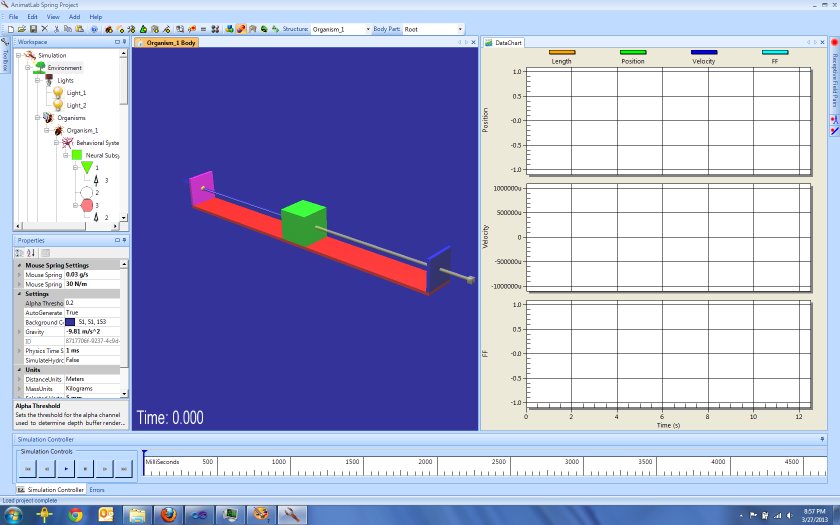 AnimatLab Spring Project
File Edit View Add Help
Structure: Organism_1 Body Part: Root
Toolbox
Workspace
Simulation
Environment
Lights
Light_1
Light_2
Organisms
Organism_1
Behavioral Syste
Neural Subsy
1
3
2
3
2
Properties
Mouse Spring Settings
Mouse Spring 0.03 g/s
Mouse Spring 30 N/m
Settings
Alpha Thresho 0.2
AutoGenerate True
Background C 51, 51, 153
Gravity -9.81 m/s^2
ID 8717706f-9237-4c9d-
Physics Time S 1 ms
SimulateHydrc False
Units
DistanceUnits Meters
MassUnits Kilograms
Alpha Threshold
Sets the threshold for the alpha channel
used to determine depth buffer render...
Organism_1 Body
Time: 0.000
DataChart
Length Position Velocity FF
Position
1.0
0.5
-0.0
-0.5
-1.0
Velocity
1000000u
500000u
0
-500000u
-1000000u
FF
1.0
0.5
-0.0
-0.5
-1.0
0 2 4 6 8 10 12
Time (s)
Receptive Field Pairs
Simulation Controller
Simulation Controls
MilliSeconds 500 1000 1500 2000 2500 3000 3500 4000 4500
Simulation Controller Errors
Load project complete
8:57 PM
3/27/2013